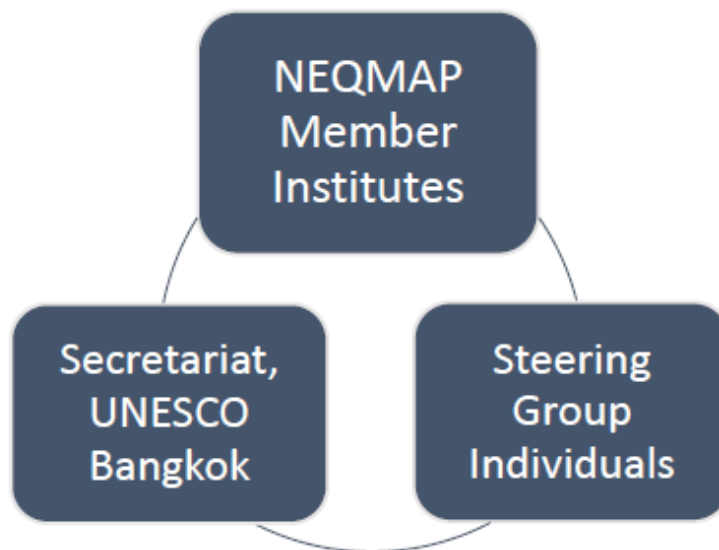 NEQMAP
Member
Institutes
Secretariat,
UNESCO
Bangkok
Steering
Group
Individuals